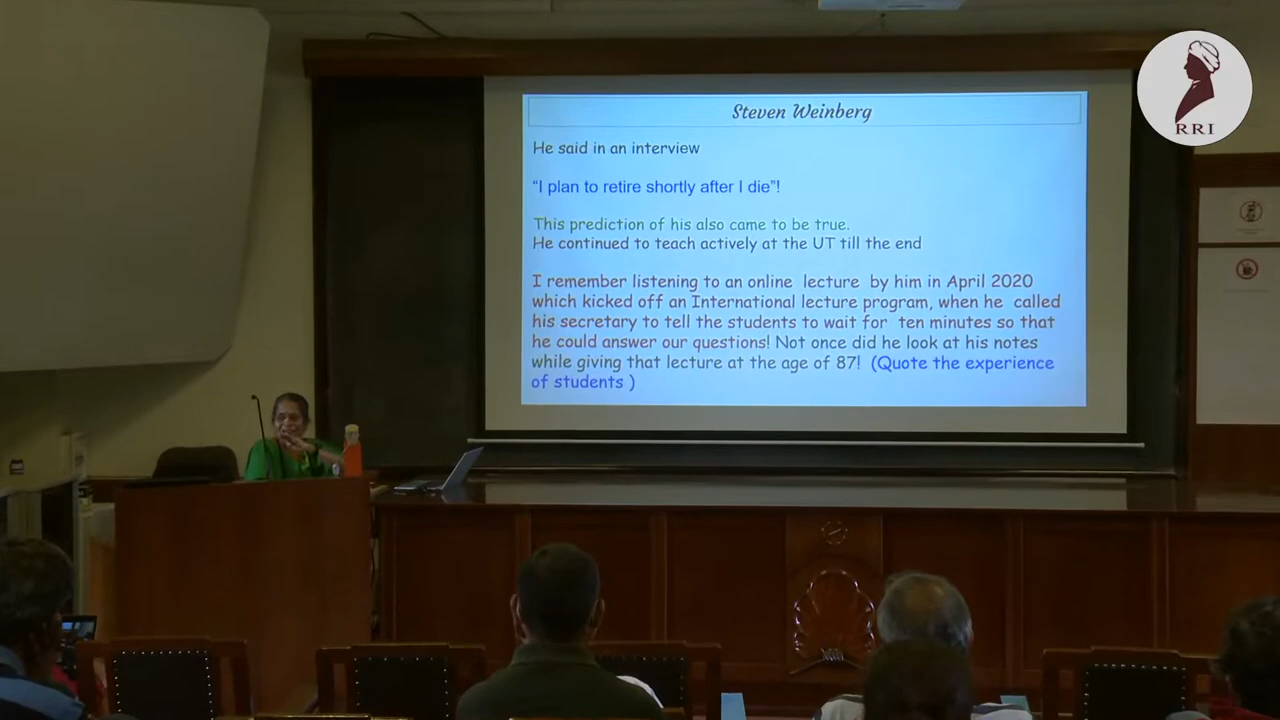 Steven Weinberg
He said in an interview
“I plan to retire shortly after I die”!
This prediction of his also came to be true.
He continued to teach actively at the UT till the end
I remember listening to an online lecture by him in April 2020
which kicked off an International lecture program, when he called
his secretary to tell the students to wait for ten minutes so that
he could answer our questions! Not once did he look at his notes
while giving that lecture at the age of 87! (Quote the experience
of students )
RRI